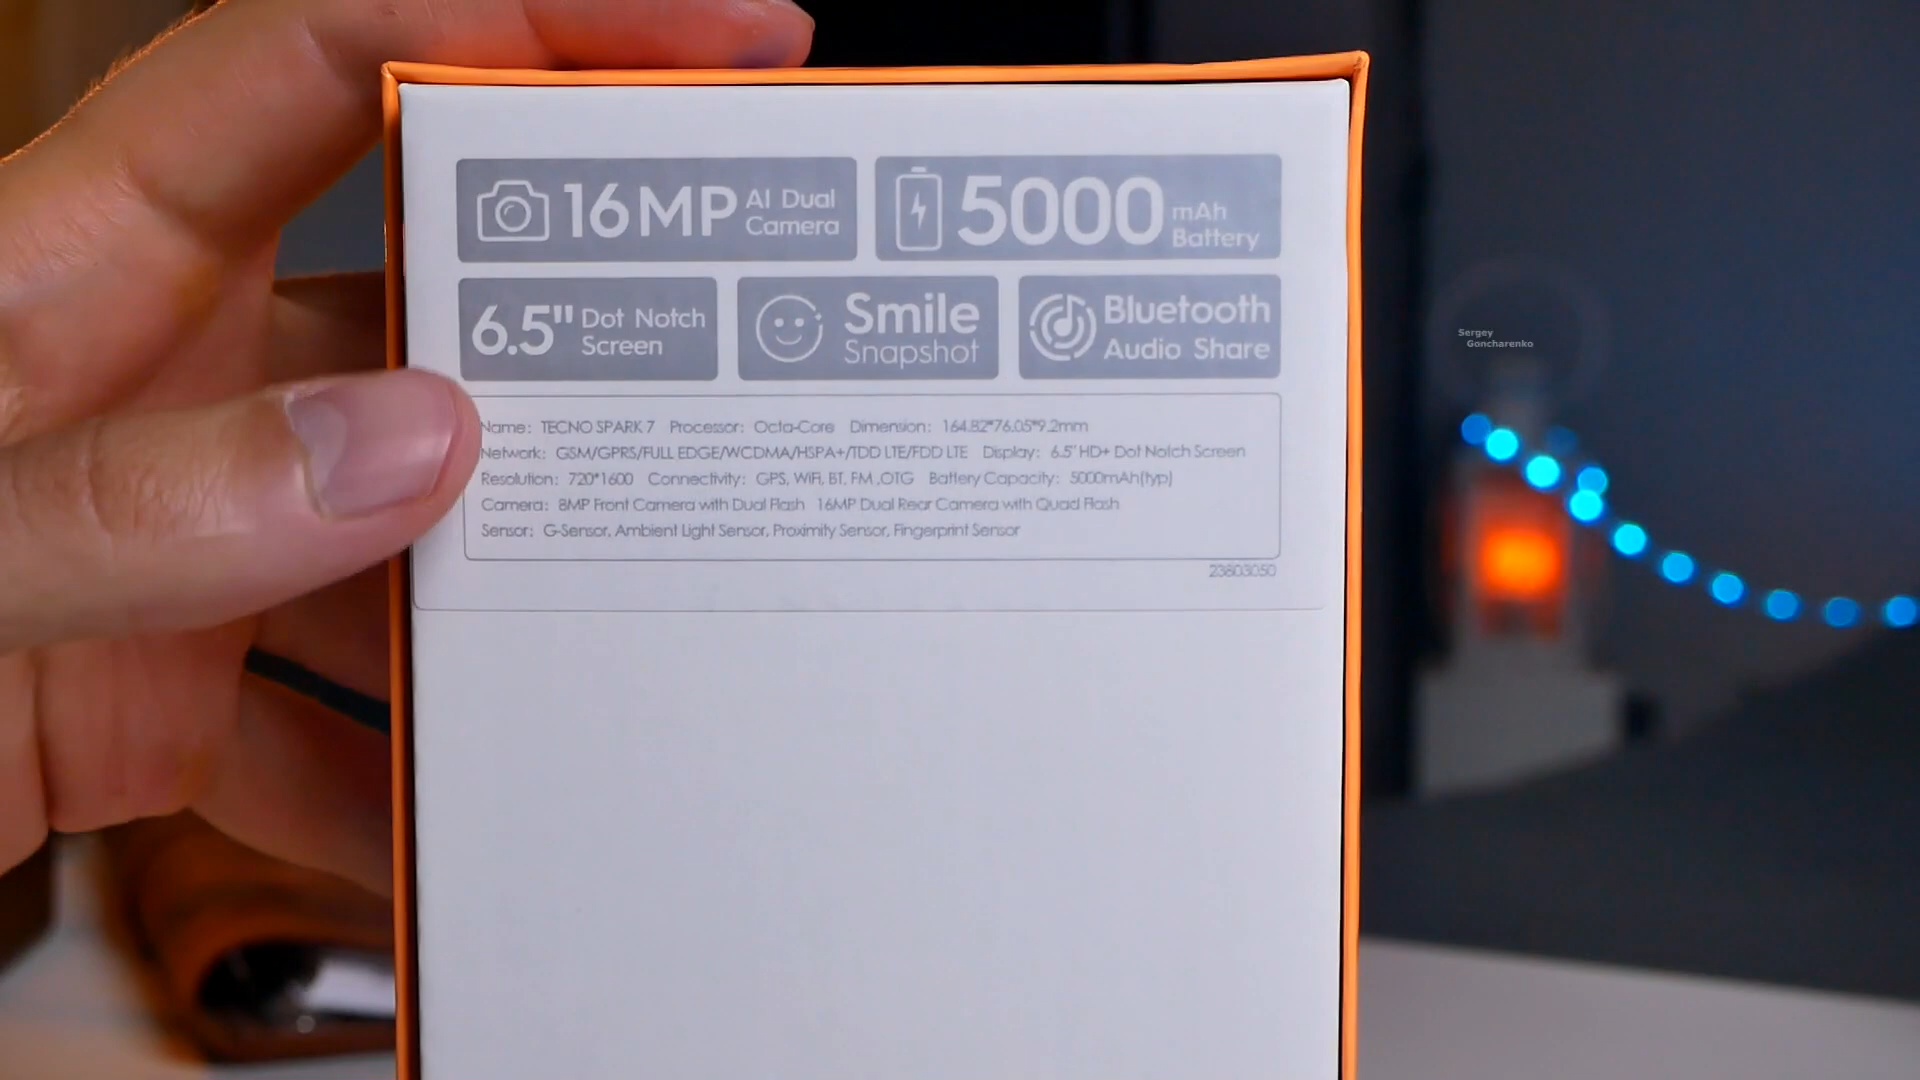 16MP AI Dual Camera
5000 mAh Battery
6.5" Dot Notch Screen
Smile Snapshot
Bluetooth Audio Share
Name: TECNO SPARK 7 Processor: Octa-Core Dimension: 164.82*76.05*9.2mm
Network: GSM/GPRS/FULL EDGE/WCDMA/HSPA+/TDD LTE/FDD LTE Display: 6.5" HD+ Dot Notch Screen
Resolution: 720*1600 Connectivity: GPS, WiFi, BT, FM ,OTG Battery Capacity: 5000mAh(typ)
Camera: 8MP Front Camera with Dual Flash 16MP Dual Rear Camera with Quad Flash
Sensor: G-Sensor, Ambient Light Sensor, Proximity Sensor, Fingerprint Sensor
23803050
Sergey
Goncharenko